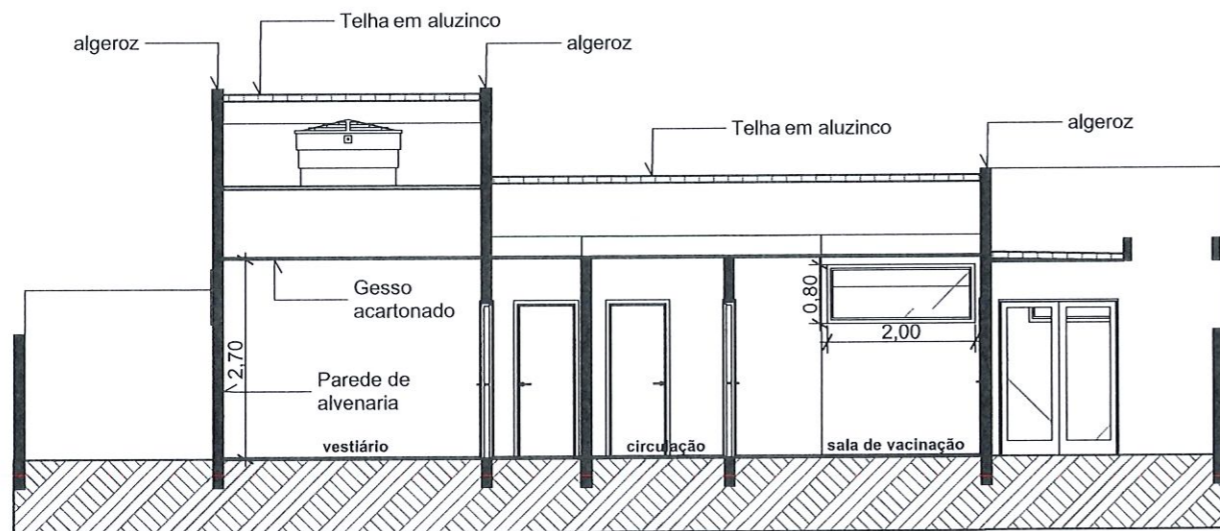 Telha em aluzinco
algeroz
algeroz
Telha em aluzinco
algeroz
Gesso
acartonado
0,80
2,00
2,70
Parede de
alvenaria
vestiário
circulação
sala de vacinação